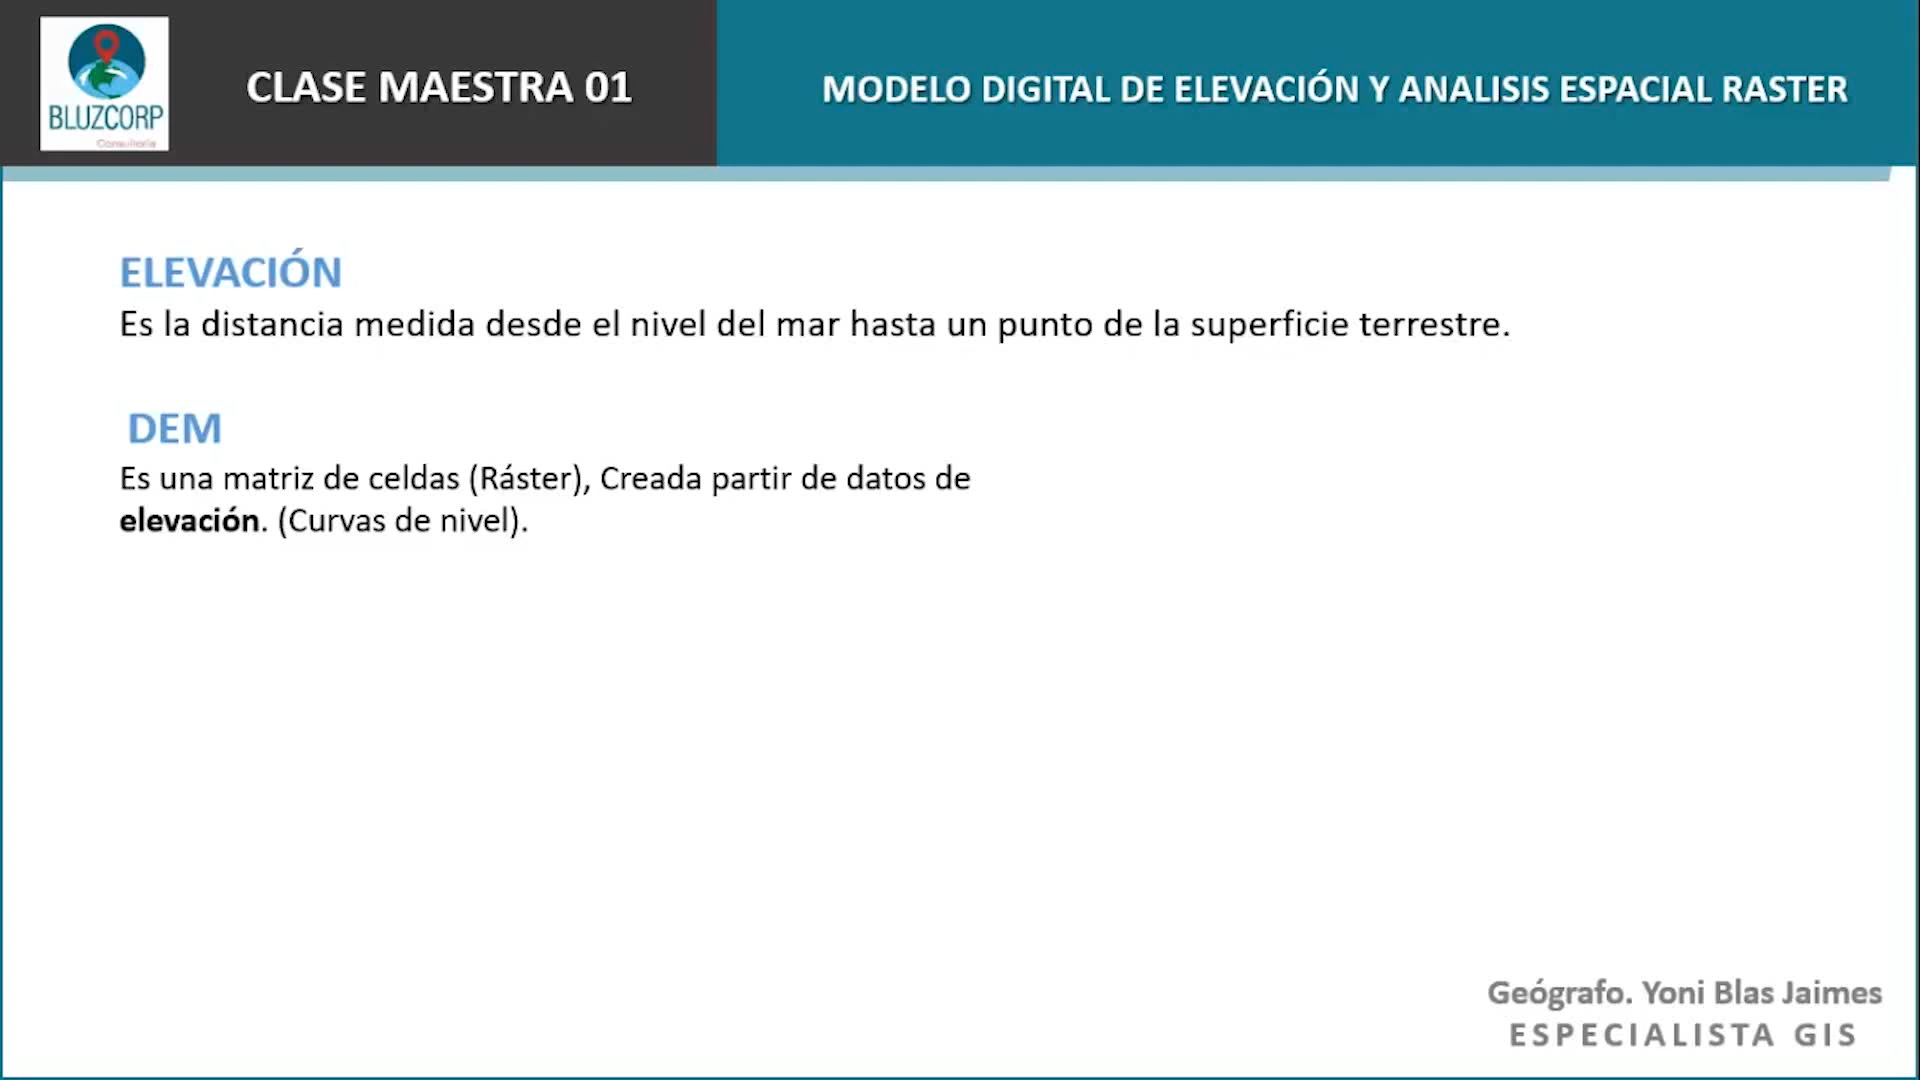 BLUZCORP
Consultoría
CLASE MAESTRA 01
MODELO DIGITAL DE ELEVACIÓN Y ANALISIS ESPACIAL RASTER
ELEVACIÓN
Es la distancia medida desde el nivel del mar hasta un punto de la superficie terrestre.
DEM
Es una matriz de celdas (Ráster), Creada partir de datos de
elevación. (Curvas de nivel).
Geógrafo. Yoni Blas Jaimes
ESPECIALISTA GIS